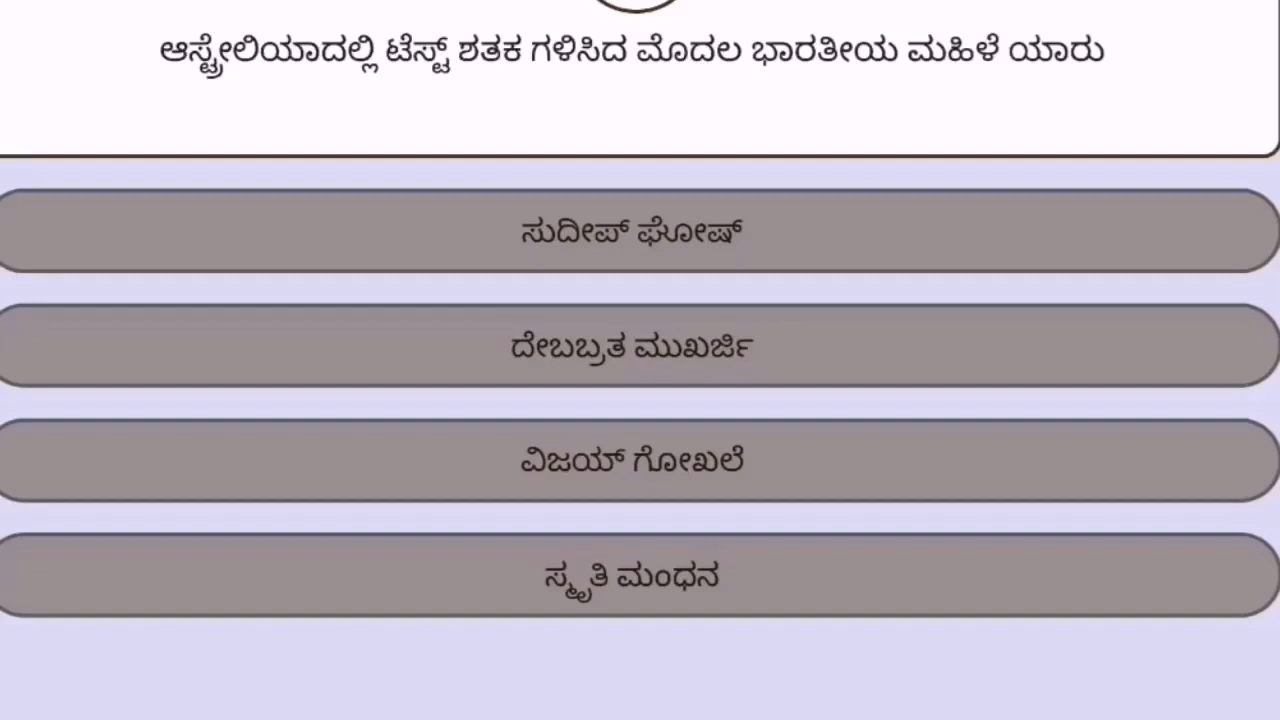 ಆಸ್ಟ್ರೇಲಿಯಾದಲ್ಲಿ ಟೆಸ್ಟ್ ಶತಕ ಗಳಿಸಿದ ಮೊದಲ ಭಾರತೀಯ ಮಹಿಳೆ ಯಾರು
ಸುದೀಪ್ ಘೋಷ್
ದೇಬಬ್ರತ ಮುಖರ್ಜಿ
ವಿಜಯ್ ಗೋಖಲೆ
ಸ್ಮೃತಿ ಮಂಧನ